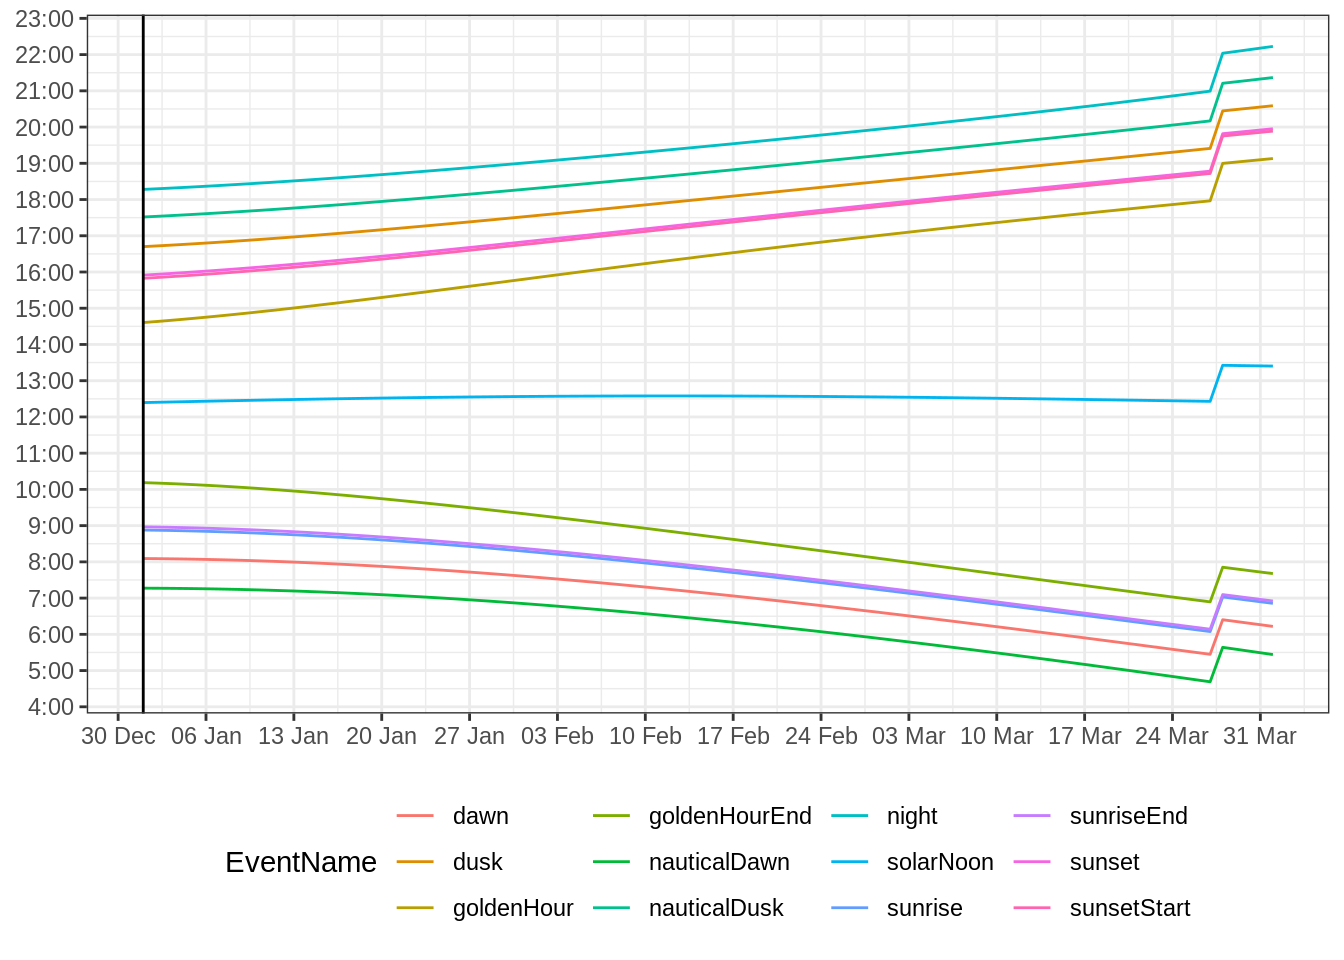 23:00
22:00
21:00
20:00
19:00
18:00
17:00
16:00
15:00
14:00
13:00
12:00
11:00
10:00
9:00
8:00
7:00
6:00
5:00
4:00
30 Dec 06 Jan 13 Jan 20 Jan 27 Jan 03 Feb 10 Feb 17 Feb 24 Feb 03 Mar 10 Mar 17 Mar 24 Mar 31 Mar
EventName
dawn
dusk
goldenHour
goldenHourEnd
nauticalDawn
nauticalDusk
night
solarNoon
sunrise
sunriseEnd
sunset
sunsetStart